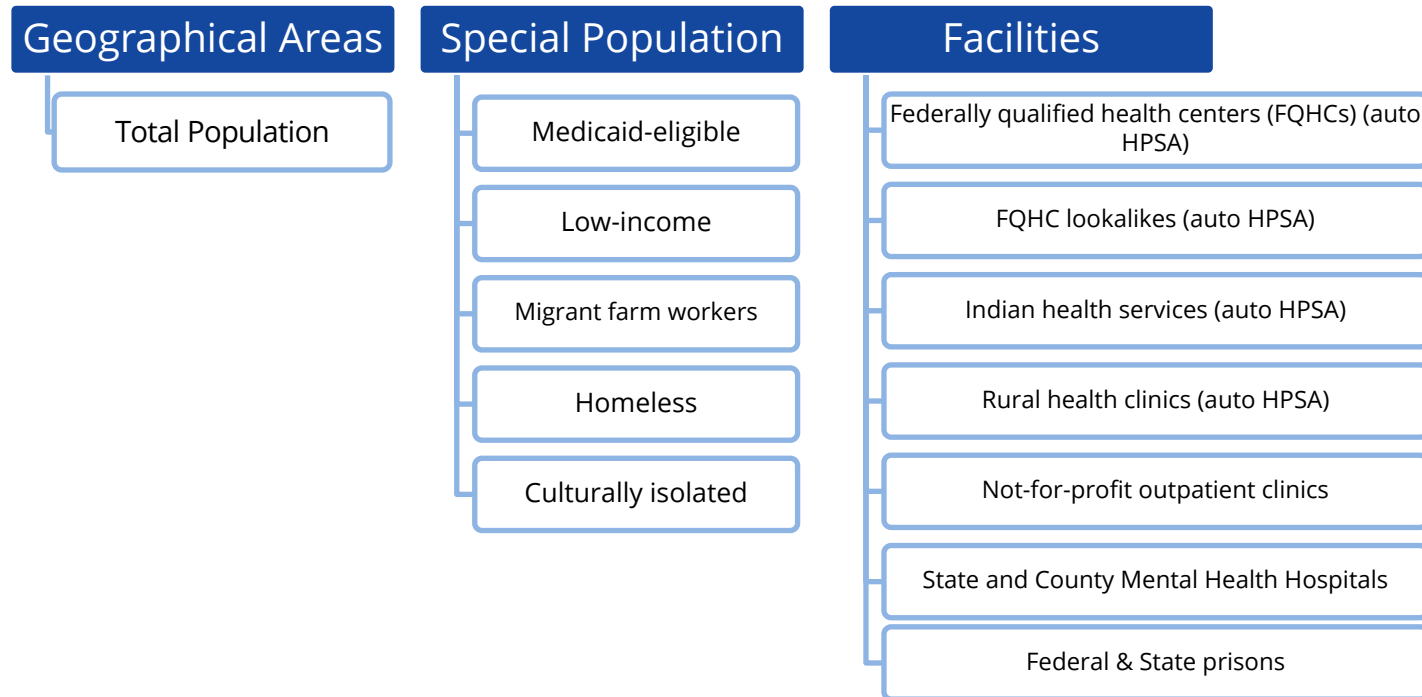 Geographical Areas
Total Population
Special Population
Medicaid-eligible
Low-income
Migrant farm workers
Homeless
Culturally isolated
Facilities
Federally qualified health centers (FQHCs) (auto
HPSA)
FQHC lookalikes (auto HPSA)
Indian health services (auto HPSA)
Rural health clinics (auto HPSA)
Not-for-profit outpatient clinics
State and County Mental Health Hospitals
Federal & State prisons